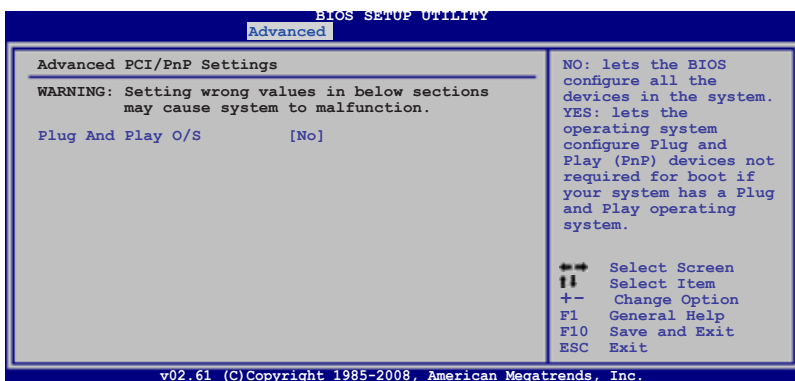 BIOS SETUP UTILITY
Advanced
Advanced PCI/PnP Settings
WARNING: Setting wrong values in below sections
may cause system to malfunction.
Plug And Play O/S [No]
NO: lets the BIOS
configure all the
devices in the system.
YES: lets the
operating system
configure Plug and
Play (PnP) devices not
required for boot if
your system has a Plug
and Play operating
system.
←→ Select Screen
↑↓ Select Item
+- Change Option
F1 General Help
F10 Save and Exit
ESC Exit
v02.61 (C)Copyright 1985-2008, American Megatrends, Inc.